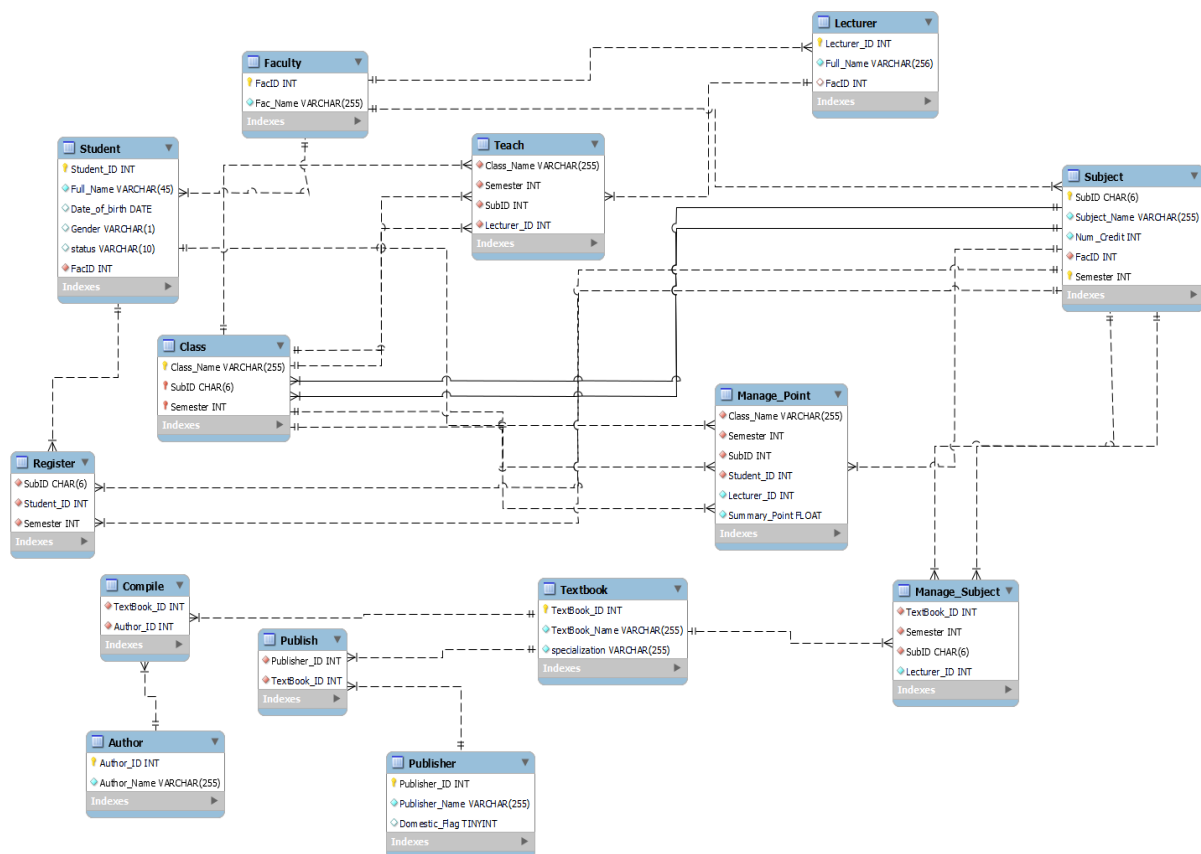 Lecturer
Lecturer_ID INT
Full_Name VARCHAR(256)
FacID INT
Indexes
Faculty
FacID INT
Fac_Name VARCHAR(255)
Indexes
Student
Student_ID INT
Full_Name VARCHAR(45)
Date_of_birth DATE
Gender VARCHAR(1)
status VARCHAR(10)
FacID INT
Indexes
Teach
Class_Name VARCHAR(255)
Semester INT
SubID INT
Lecturer_ID INT
Indexes
Subject
SubID CHAR(6)
Subject_Name VARCHAR(255)
Num_Credit INT
FacID INT
Semester INT
Indexes
Class
Class_Name VARCHAR(255)
SubID CHAR(6)
Semester INT
Indexes
Manage_Point
Class_Name VARCHAR(255)
Semester INT
SubID INT
Student_ID INT
Lecturer_ID INT
Summary_Point FLOAT
Indexes
Register
SubID CHAR(6)
Student_ID INT
Semester INT
Indexes
Compile
TextBook_ID INT
Author_ID INT
Indexes
Textbook
TextBook_ID INT
TextBook_Name VARCHAR(255)
specialization VARCHAR(255)
Indexes
Manage_Subject
TextBook_ID INT
Semester INT
SubID CHAR(6)
Lecturer_ID INT
Indexes
Publish
Publisher_ID INT
TextBook_ID INT
Indexes
Author
Author_ID INT
Author_Name VARCHAR(255)
Indexes
Publisher
Publisher_ID INT
Publisher_Name VARCHAR(255)
Domestic_Flag TINYINT
Indexes